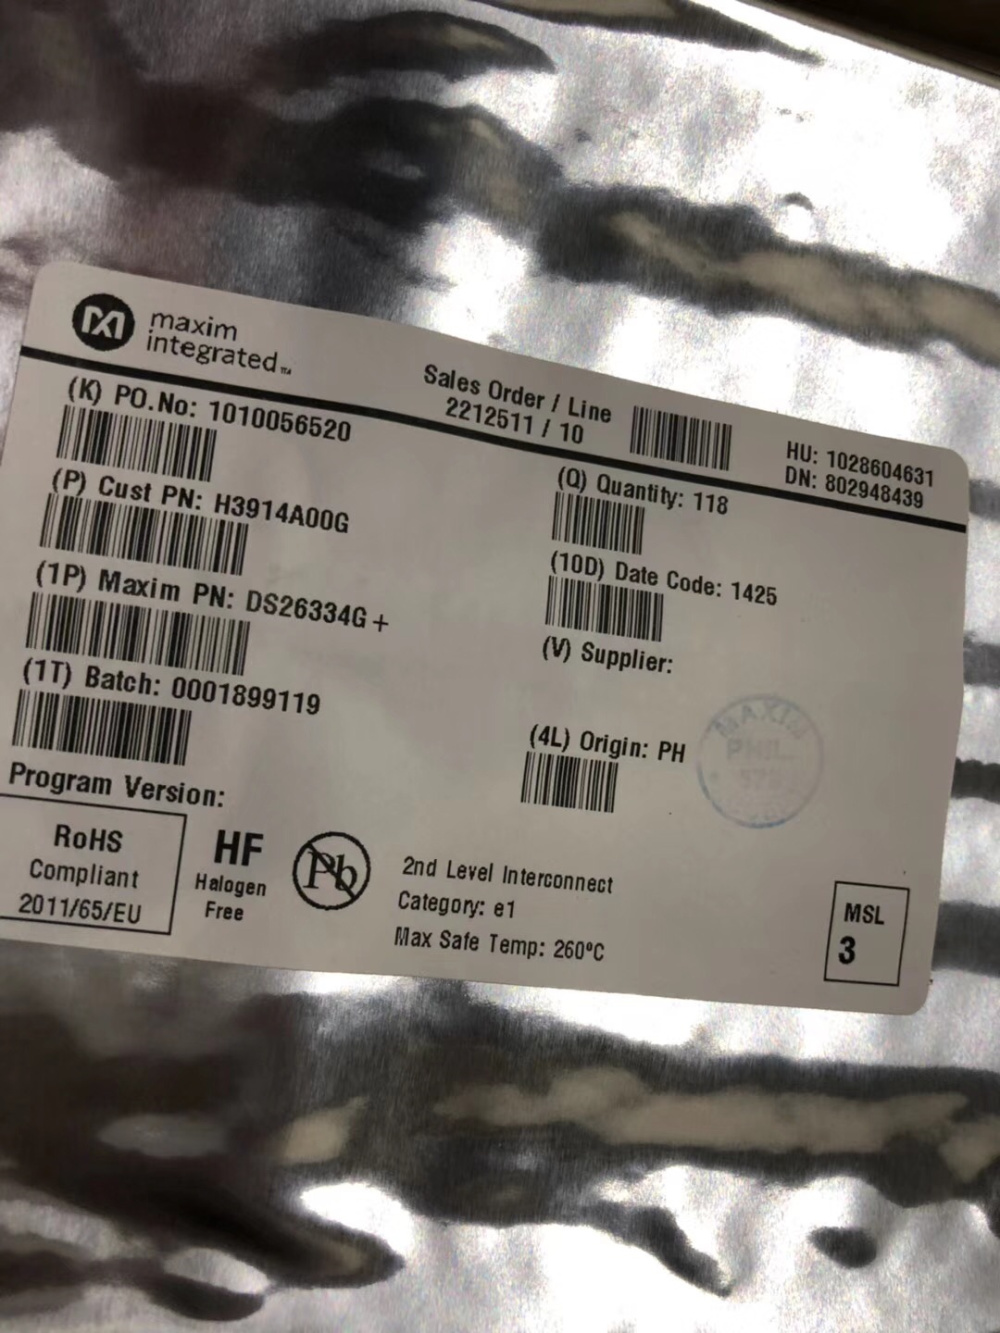 maxim
integrated™
Sales Order / Line
2212511 / 10
HU: 1028604631
DN: 802948439
(K) PO.No: 1010056520
(P) Cust PN: H3914A00G
(1P) Maxim PN: DS26334G+
(1T) Batch: 0001899119
Program Version:
(Q) Quantity: 118
(10D) Date Code: 1425
(V) Supplier:
(4L) Origin: PH
MAXIM
PHIL.
RoHS
Compliant
2011/65/EU
HF
Halogen
Free
Pb
2nd Level Interconnect
Category: e1
Max Safe Temp: 260ºC
MSL
3